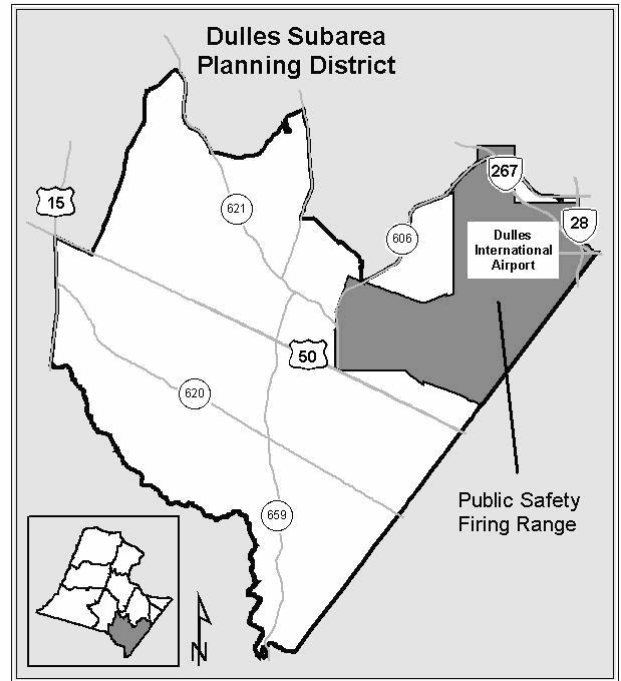 Dulles Subarea
Planning District
267
15
621
28
606
Dulles
International
Airport
50
620
Public Safety
Firing Range
659
N